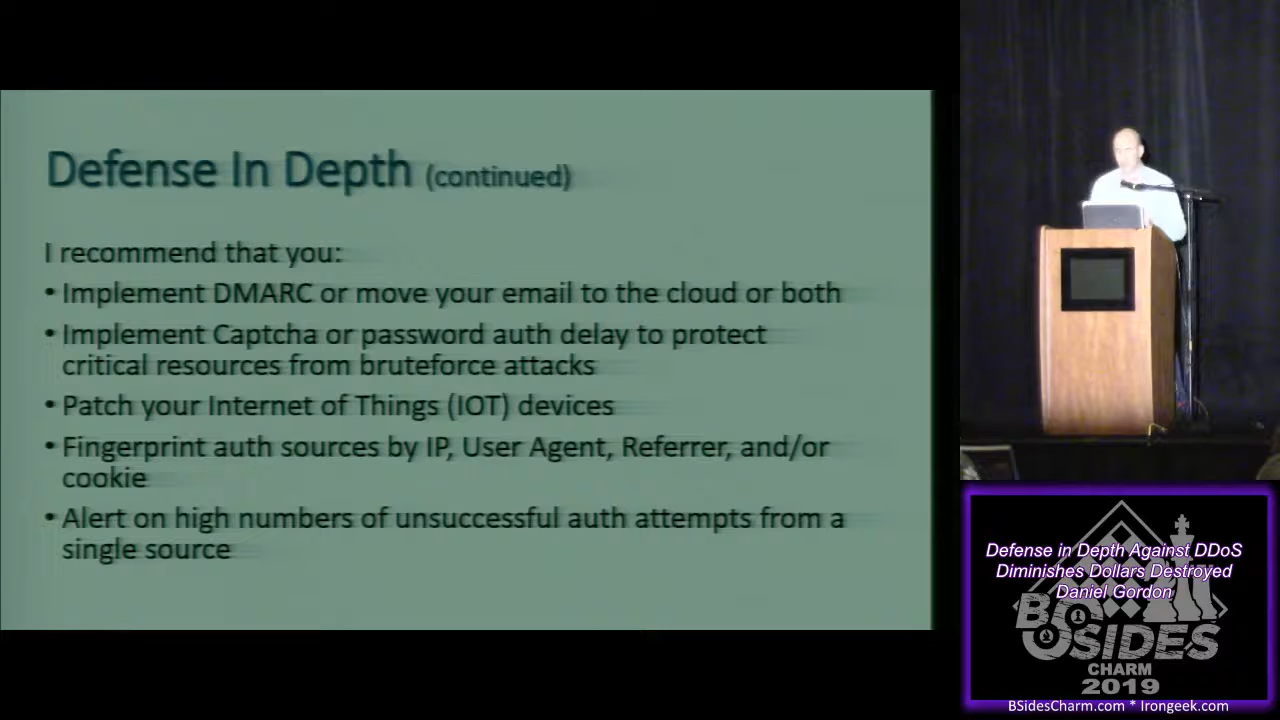 Defense In Depth (continued)
I recommend that you:
• Implement DMARC or move your email to the cloud or both
• Implement Captcha or password auth delay to protect
critical resources from bruteforce attacks
• Patch your Internet of Things (IOT) devices
• Fingerprint auth sources by IP, User Agent, Referrer, and/or
cookie
• Alert on high numbers of unsuccessful auth attempts from a
single source
Defense in Depth Against DDoS
Diminishes Dollars Destroyed
Daniel Gordon
BSIDES
CHARM
2019
BSidesCharm.com * Irongeek.com